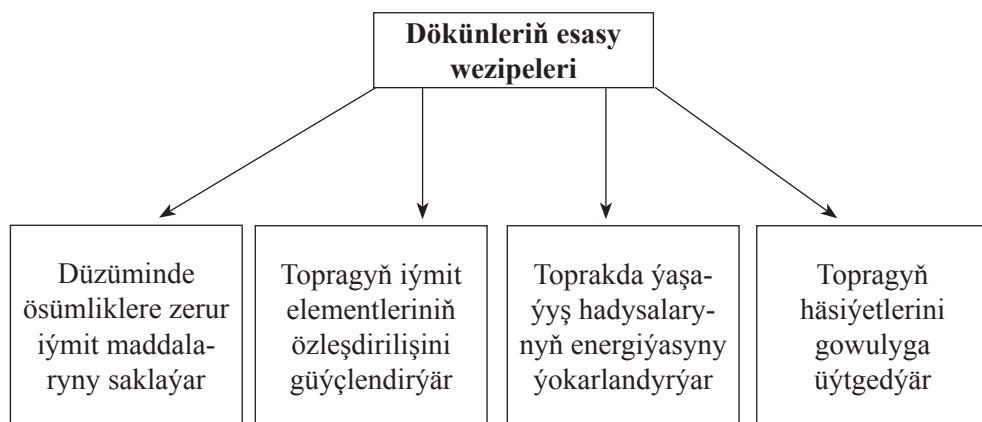 Dökünleriň esasy
wezipeleri
Düzüminde
ösümliklere zerur
iýmit maddala-
ryny saklaýar
Topragyň iýmit
elementleriniň
özleşdirilişini
güýçlendirýär
Toprakda ýaşa-
ýyş hadysalary-
nyň energiýasyny
ýokarlandyrýar
Topragyň
häsiýetlerini
gowulyga
üýtgedýär